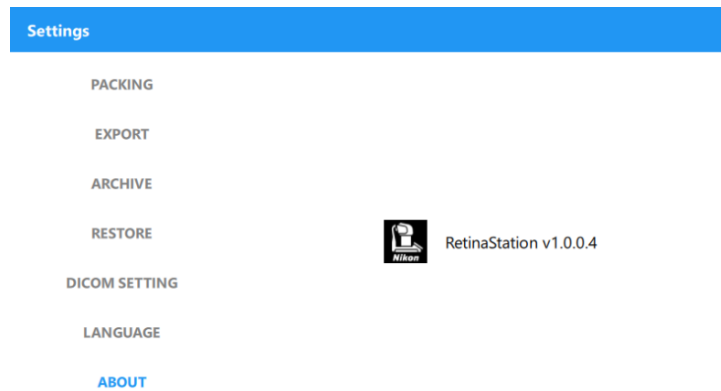 Settings
PACKING
EXPORT
ARCHIVE
RESTORE
Nikon
RetinaStation v1.0.0.4
DICOM SETTING
LANGUAGE
ABOUT